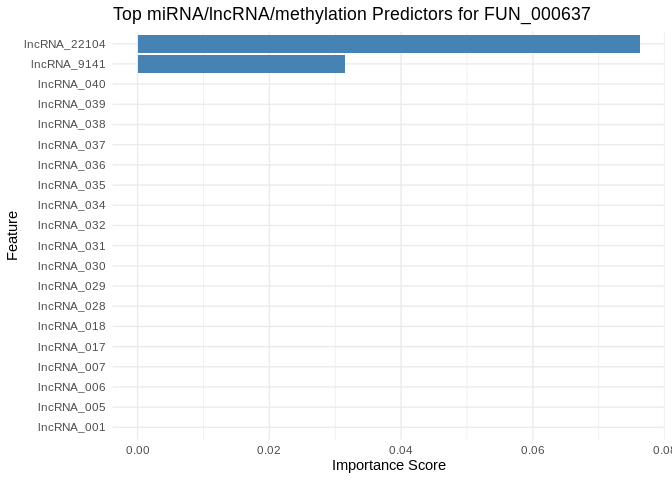 Top miRNA/lncRNA/methylation Predictors for FUN_000637
lncRNA_22104
lncRNA_9141
lncRNA_040
lncRNA_039
lncRNA_038
lncRNA_037
lncRNA_036
lncRNA_035
lncRNA_034
lncRNA_032
lncRNA_031
lncRNA_030
lncRNA_029
lncRNA_028
lncRNA_018
lncRNA_017
lncRNA_007
lncRNA_006
lncRNA_005
lncRNA_001
Feature
0.00 0.02 0.04 0.06 0.08
Importance Score